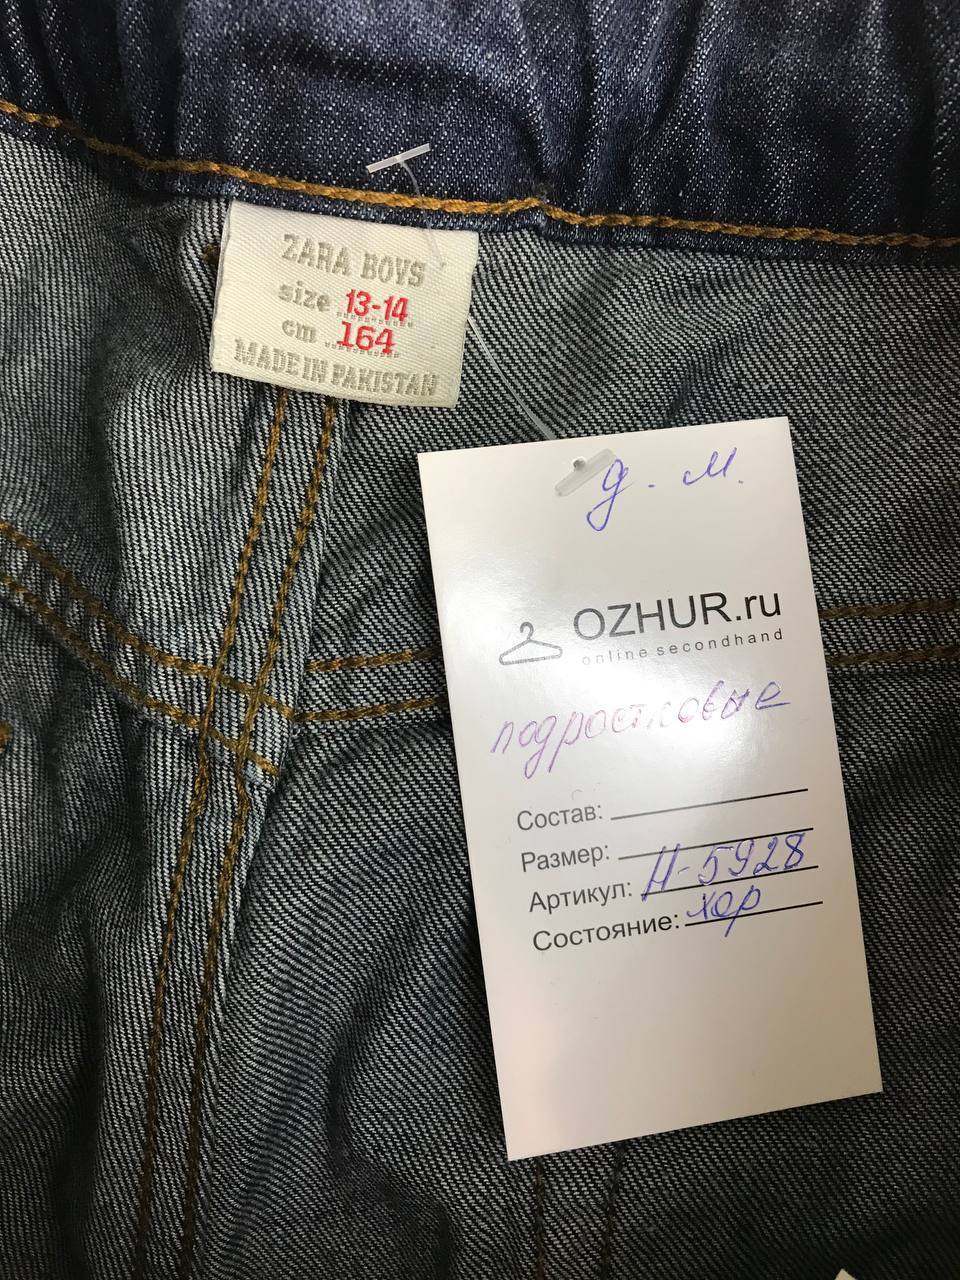 ZARA BOYS
size 13-14
cm 164
MADE IN PAKISTAN
д. м.
OZHUR.ru
online secondhand
подростковые
Состав:
Размер:
Артикул: Н-5928
Состояние: хор